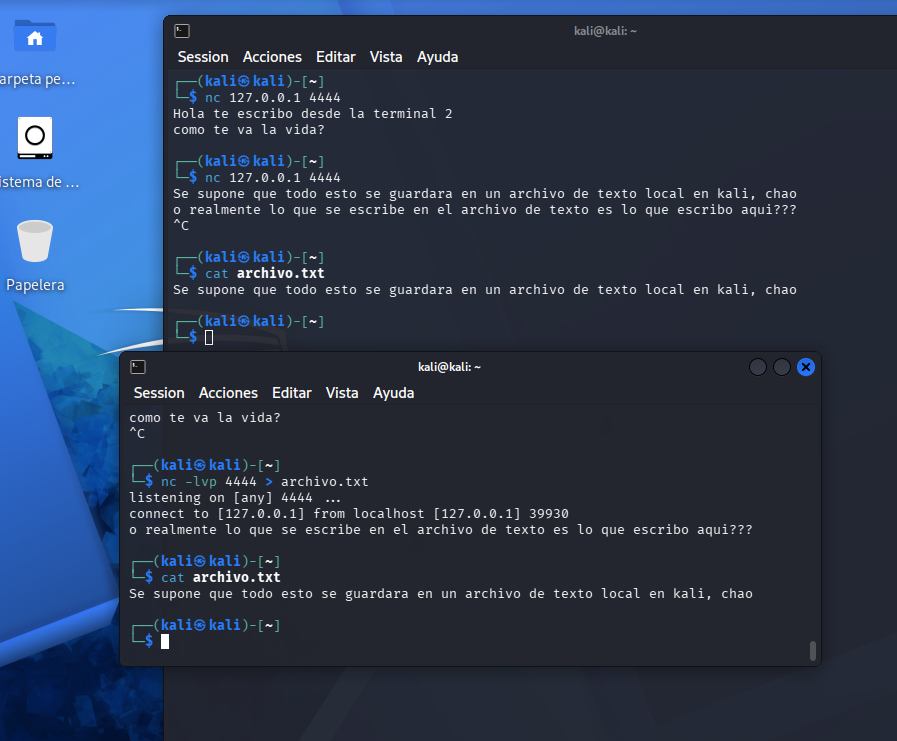 arpeta pe...
istema de ...
Papelera
kali@kali: ~
Session Acciones Editar Vista Ayuda
┌──(kali㉿kali)-[~]
└─$ nc 127.0.0.1 4444
Hola te escribo desde la terminal 2
como te va la vida?
┌──(kali㉿kali)-[~]
└─$ nc 127.0.0.1 4444
Se supone que todo esto se guardara en un archivo de texto local en kali, chao
o realmente lo que se escribe en el archivo de texto es lo que escribo aqui???
^C
┌──(kali㉿kali)-[~]
└─$ cat archivo.txt
Se supone que todo esto se guardara en un archivo de texto local en kali, chao
┌──(kali㉿kali)-[~]
└─$
kali@kali: ~
Session Acciones Editar Vista Ayuda
como te va la vida?
^C
┌──(kali㉿kali)-[~]
└─$ nc -lvp 4444 > archivo.txt
listening on [any] 4444 ...
connect to [127.0.0.1] from localhost [127.0.0.1] 39930
o realmente lo que se escribe en el archivo de texto es lo que escribo aqui???
┌──(kali㉿kali)-[~]
└─$ cat archivo.txt
Se supone que todo esto se guardara en un archivo de texto local en kali, chao
┌──(kali㉿kali)-[~]
└─$